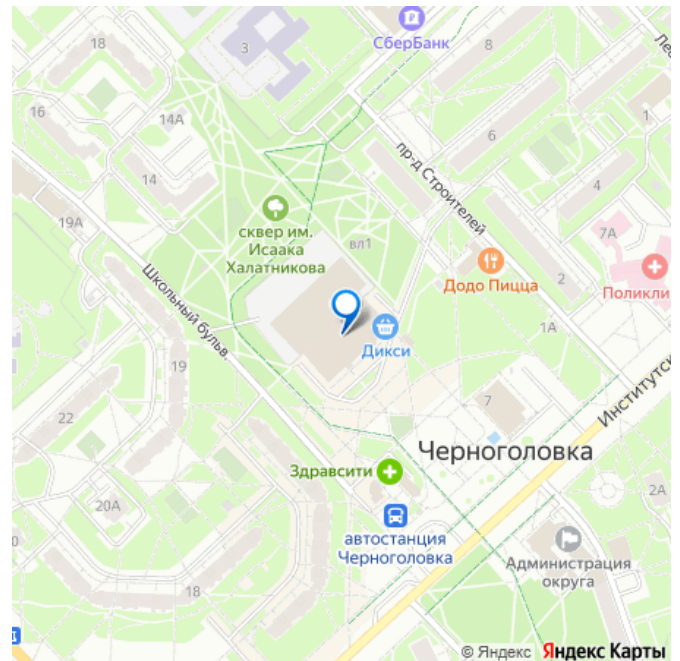 18
3
СберБанк
8
Лес
16
14А
6
1
пр-д Строителей
14
4
19А
сквер им.
Исаака
Халатникова
вл1
7А
Поликли
Додо Пицца
2
Школьный бульв.
Дикси
1А
19
Институтск
7
22
Черноголовка
Здравсити
2А
20А
автостанция
Черноголовка
Администрация
округа
18
© Яндекс Яндекс Карты